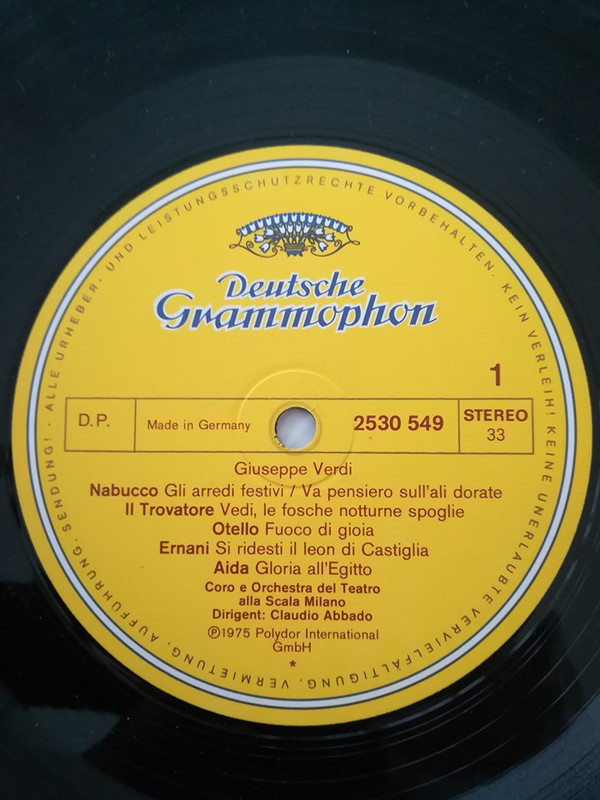 ALLE URHEBER- UND LEISTUNGSSCHUTZRECHTE VORBEHALTEN. KEIN VERLEIH! KEINE UNERLAUBTE VERVIELFÄLTIGUNG, VERMIETUNG, AUFFÜHRUNG, SENDUNG! ·
Deutsche
Grammophon
1
D.P.
Made in Germany
2530 549
STEREO
33
Giuseppe Verdi
Nabucco Gli arredi festivi / Va pensiero sull'ali dorate
Il Trovatore Vedi, le fosche notturne spoglie
Otello Fuoco di gioia
Ernani Si ridesti il leon di Castiglia
Aida Gloria all'Egitto
Coro e Orchestra del Teatro
alla Scala Milano
Dirigent: Claudio Abbado
℗1975 Polydor International
GmbH
*